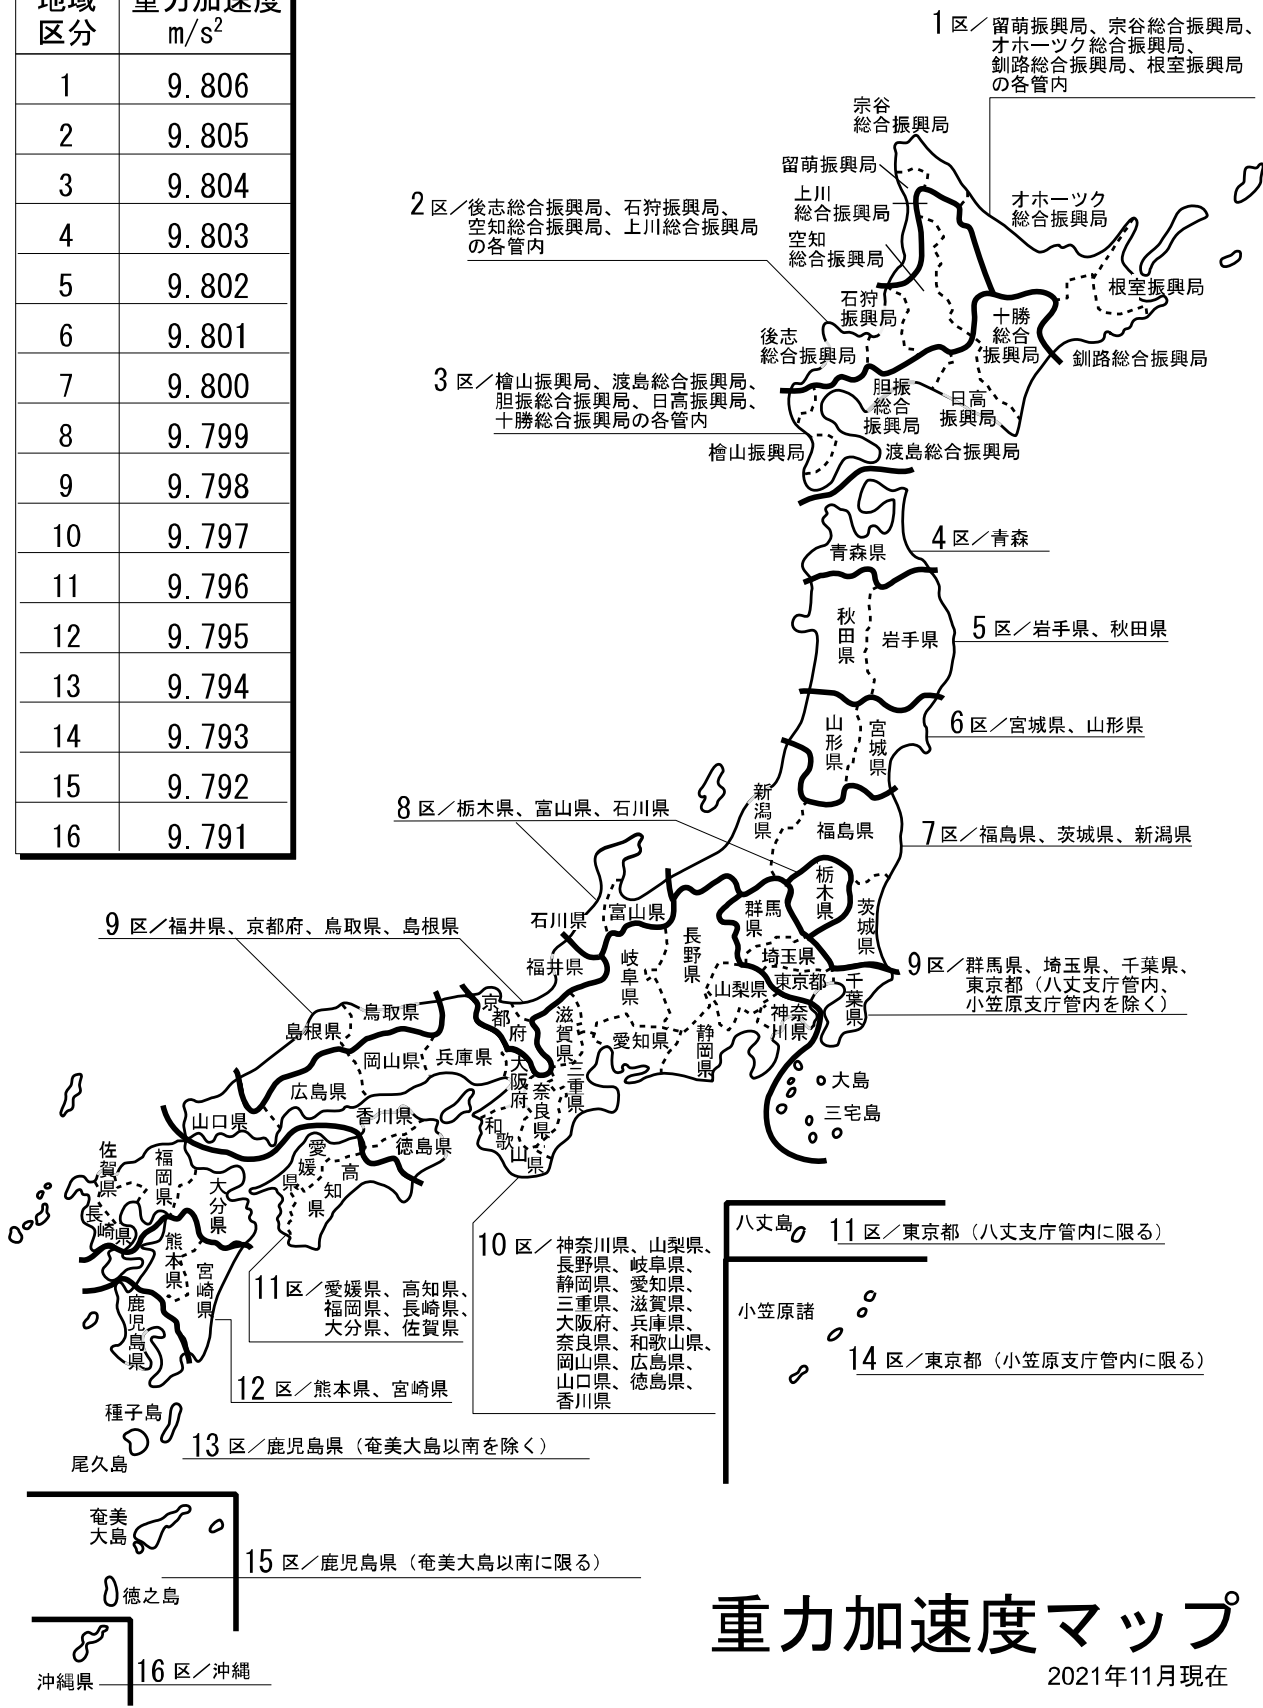 地域 重力加速度
区分 m/s²
1 9.806
2 9.805
3 9.804
4 9.803
5 9.802
6 9.801
7 9.800
8 9.799
9 9.798
10 9.797
11 9.796
12 9.795
13 9.794
14 9.793
15 9.792
16 9.791
1区／留萌振興局、宗谷総合振興局、
オホーツク総合振興局、
釧路総合振興局、根室振興局
の各管内
宗谷
総合振興局
留萌振興局
上川
総合振興局
空知
総合振興局
オホーツク
総合振興局
根室振興局
2区／後志総合振興局、石狩振興局、
空知総合振興局、上川総合振興局
の各管内
石狩
振興局
後志
総合振興局
十勝
総合
振興局
釧路総合振興局
3区／檜山振興局、渡島総合振興局、
胆振総合振興局、日高振興局、
十勝総合振興局の各管内
胆振
総合
振興局
日高
振興局
檜山振興局
渡島総合振興局
青森県
4区／青森
秋田県
岩手県
5区／岩手県、秋田県
山形県
宮城県
6区／宮城県、山形県
新潟県
福島県
7区／福島県、茨城県、新潟県
8区／栃木県、富山県、石川県
栃木県
茨城県
石川県
富山県
群馬県
長野県
埼玉県
9区／福井県、京都府、鳥取県、島根県
福井県
岐阜県
山梨県
東京都
千葉県
神奈川県
9区／群馬県、埼玉県、千葉県、
東京都（八丈支庁管内、
小笠原支庁管内を除く）
京都府
滋賀県
愛知県
静岡県
鳥取県
島根県
岡山県
兵庫県
広島県
山口県
大阪府
奈良県
三重県
和歌山県
香川県
徳島県
愛媛県
高知県
大島
三宅島
佐賀県
福岡県
大分県
長崎県
熊本県
宮崎県
鹿児島県
八丈島
11区／東京都（八丈支庁管内に限る）
小笠原諸
14区／東京都（小笠原支庁管内に限る）
10区／神奈川県、山梨県、
長野県、岐阜県、
静岡県、愛知県、
三重県、滋賀県、
大阪府、兵庫県、
奈良県、和歌山県、
岡山県、広島県、
山口県、徳島県、
香川県
11区／愛媛県、高知県、
福岡県、長崎県、
大分県、佐賀県
12区／熊本県、宮崎県
種子島
尾久島
13区／鹿児島県（奄美大島以南を除く）
奄美
大島
15区／鹿児島県（奄美大島以南に限る）
徳之島
沖縄県
16区／沖縄
重力加速度マップ
2021年11月現在